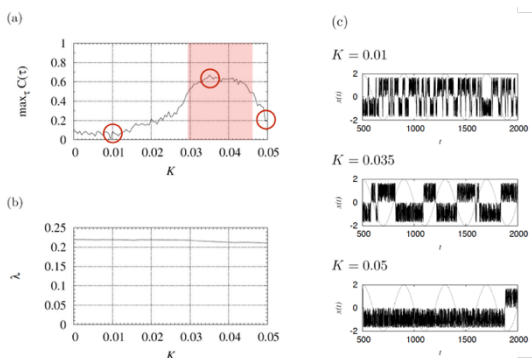 (a)
max_τ C(τ)
1
0.8
0.6
0.4
0.2
0
0 0.01 0.02 0.03 0.04 0.05
K
(b)
λ
0.25
0.2
0.15
0.1
0.05
0
0 0.01 0.02 0.03 0.04 0.05
K
(c)
K = 0.01
x(t)
2
0
-2
500 1000 1500 2000
t
K = 0.035
x(t)
2
0
-2
500 1000 1500 2000
t
K = 0.05
x(t)
2
0
-2
500 1000 1500 2000
t